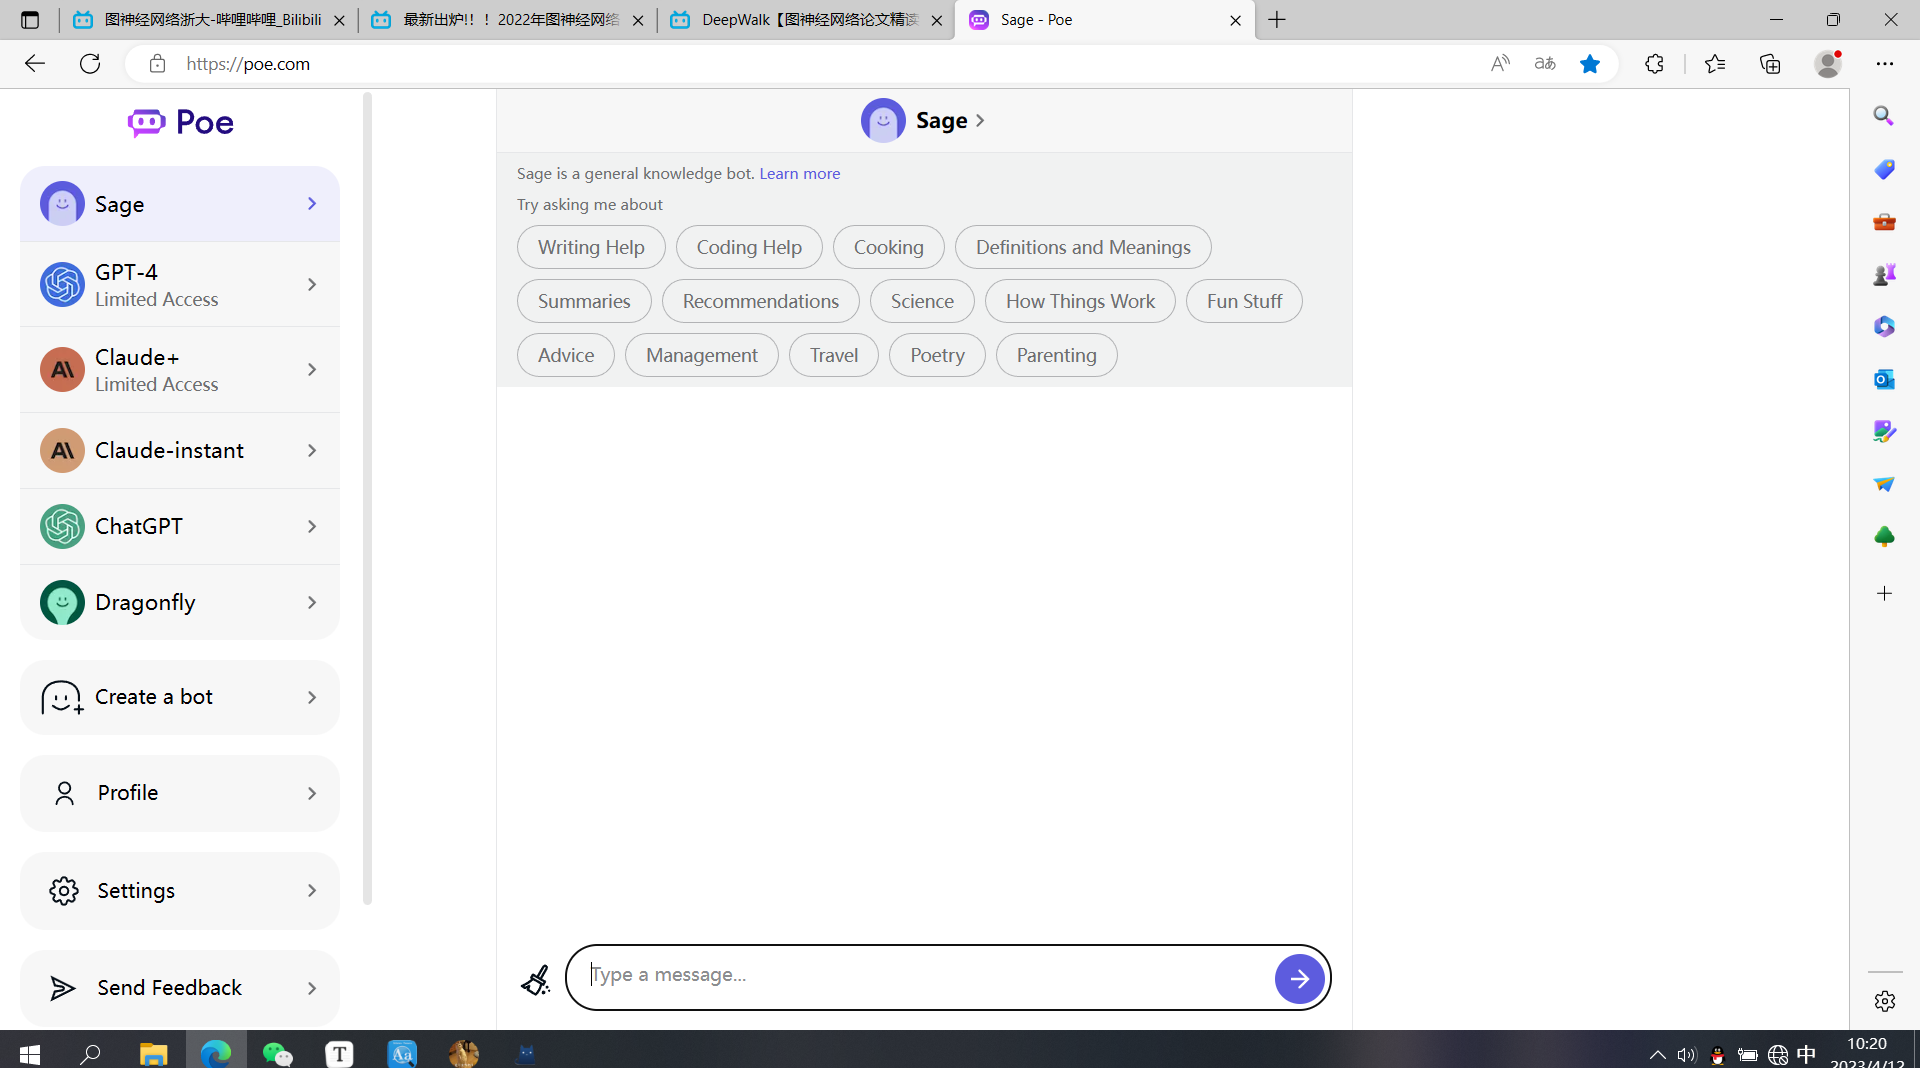 图神经网络浙大-哔哩哔哩_Bilibili
最新出炉!！！2022年图神经网络
DeepWalk【图神经网络论文精读
Sage - Poe
https://poe.com
Poe
Sage
GPT-4
Limited Access
Claude+
Limited Access
Claude-instant
ChatGPT
Dragonfly
Create a bot
Profile
Settings
Send Feedback
Sage
Sage is a general knowledge bot. Learn more
Try asking me about
Writing Help
Coding Help
Cooking
Definitions and Meanings
Summaries
Recommendations
Science
How Things Work
Fun Stuff
Advice
Management
Travel
Poetry
Parenting
Type a message...
中
10:20
2023/4/12